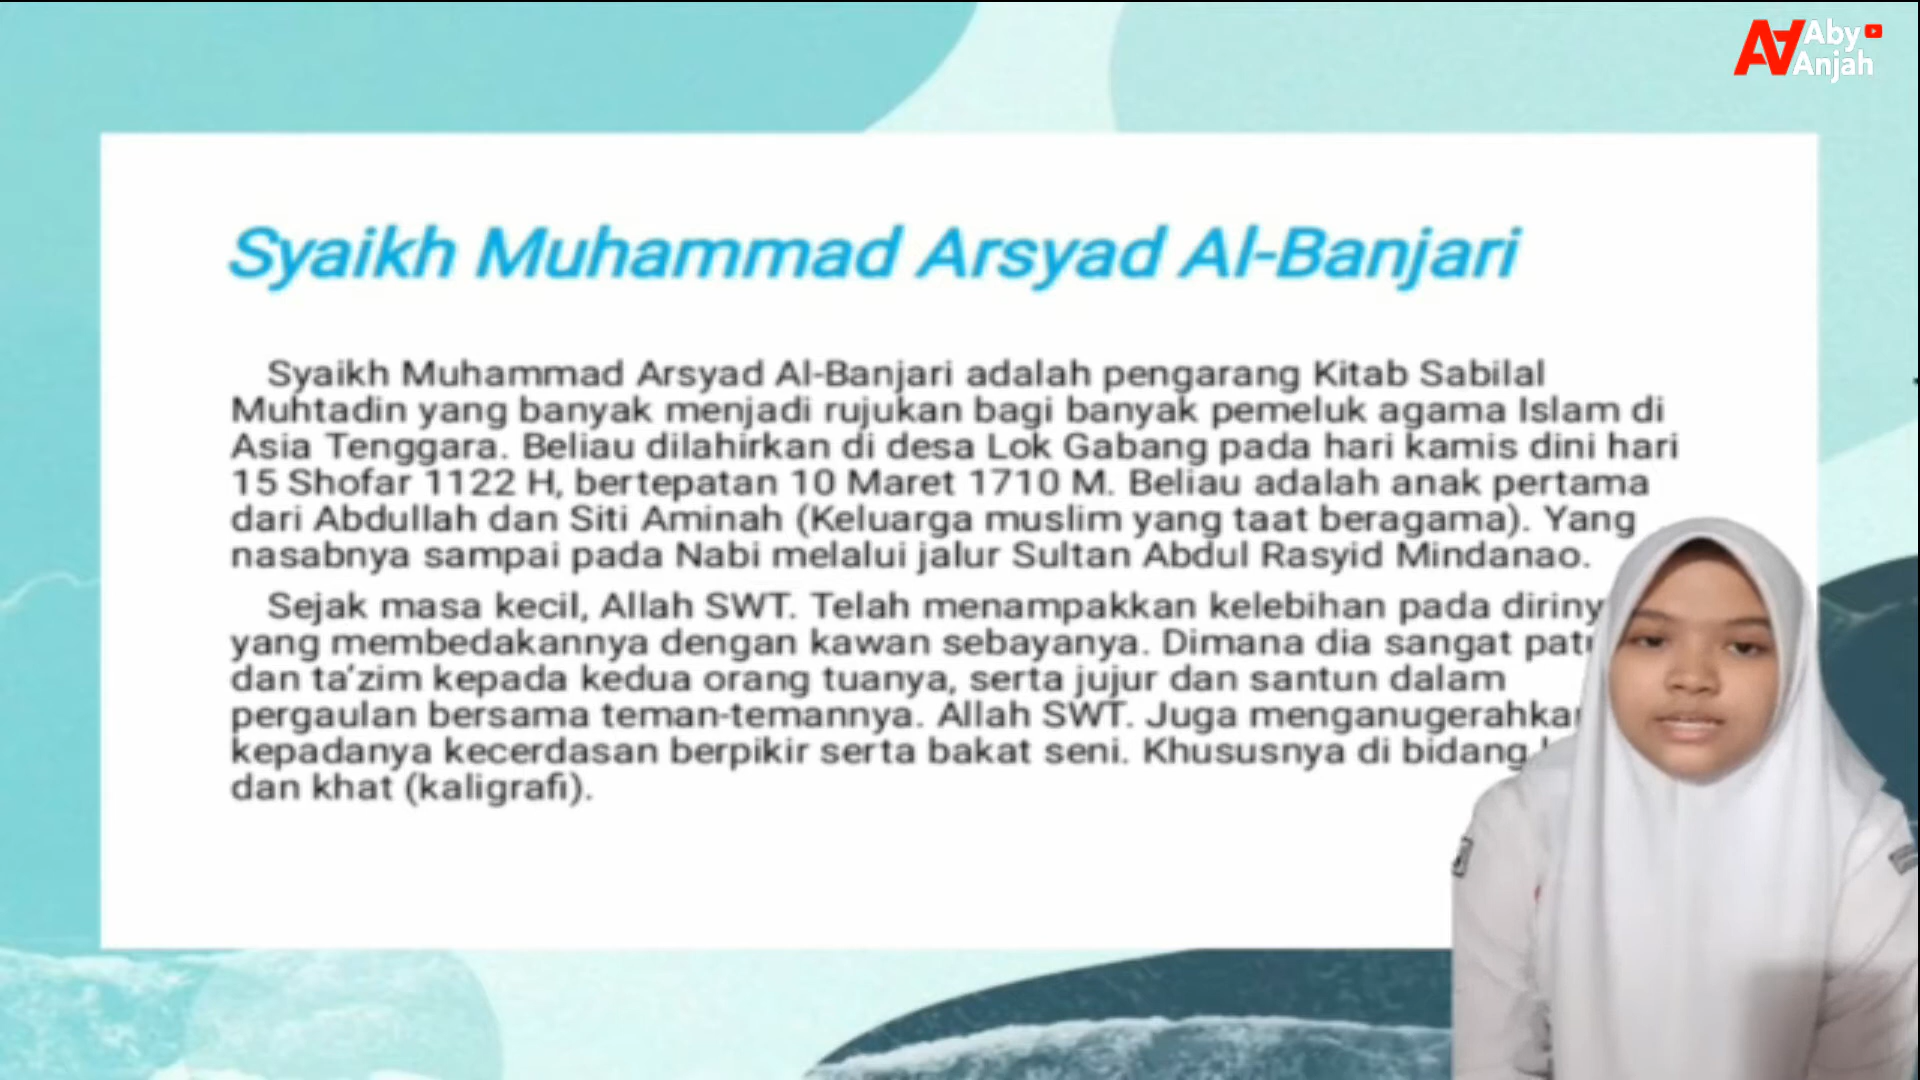 Aby
Anjah
Syaikh Muhammad Arsyad Al-Banjari
Syaikh Muhammad Arsyad Al-Banjari adalah pengarang Kitab Sabilal
Muhtadin yang banyak menjadi rujukan bagi banyak pemeluk agama Islam di
Asia Tenggara. Beliau dilahirkan di desa Lok Gabang pada hari kamis dini hari
15 Shofar 1122 H, bertepatan 10 Maret 1710 M. Beliau adalah anak pertama
dari Abdullah dan Siti Aminah (Keluarga muslim yang taat beragama). Yang
nasabnya sampai pada Nabi melalui jalur Sultan Abdul Rasyid Mindanao.
Sejak masa kecil, Allah SWT. Telah menampakkan kelebihan pada
yang membedakannya dengan kawan sebayanya. Dimana dia sangat
dan ta'zim kepada kedua orang tuanya, serta jujur dan santun dalam
pergaulan bersama teman-temannya. Allah SWT. Juga
kepadanya kecerdasan berpikir serta bakat seni. Khususnya di bidang
dan khat (kaligrafi).